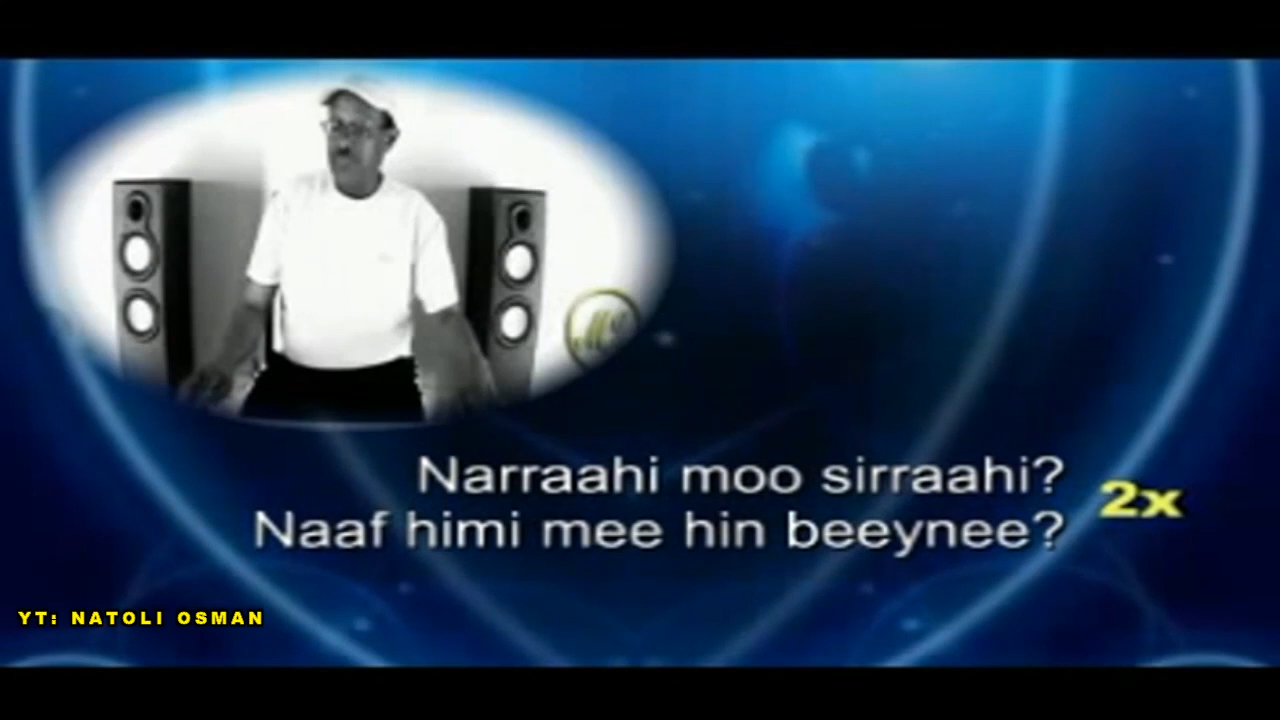 Narraahi moo sirraahi?
Naaf himi mee hin beeynee?
2x
YT: NATOLI OSMAN